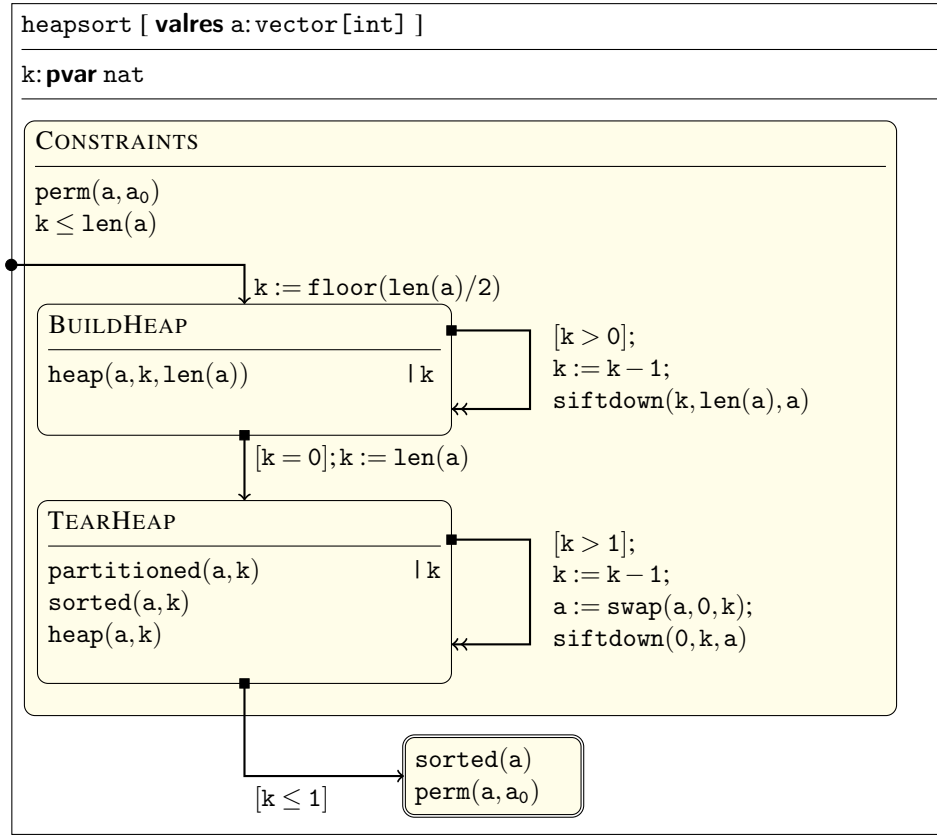 heapsort [ valres a:vector[int] ]
k:pvar nat
CONSTRAINTS
perm(a,a₀)
k ≤ len(a)
k := floor(len(a)/2)
BUILDHEAP
heap(a,k,len(a)) |k
[k > 0];
k := k − 1;
siftdown(k,len(a),a)
[k = 0];k := len(a)
TEARHEAP
partitioned(a,k) |k
sorted(a,k)
heap(a,k)
[k > 1];
k := k − 1;
a := swap(a,0,k);
siftdown(0,k,a)
[k ≤ 1]
sorted(a)
perm(a,a₀)